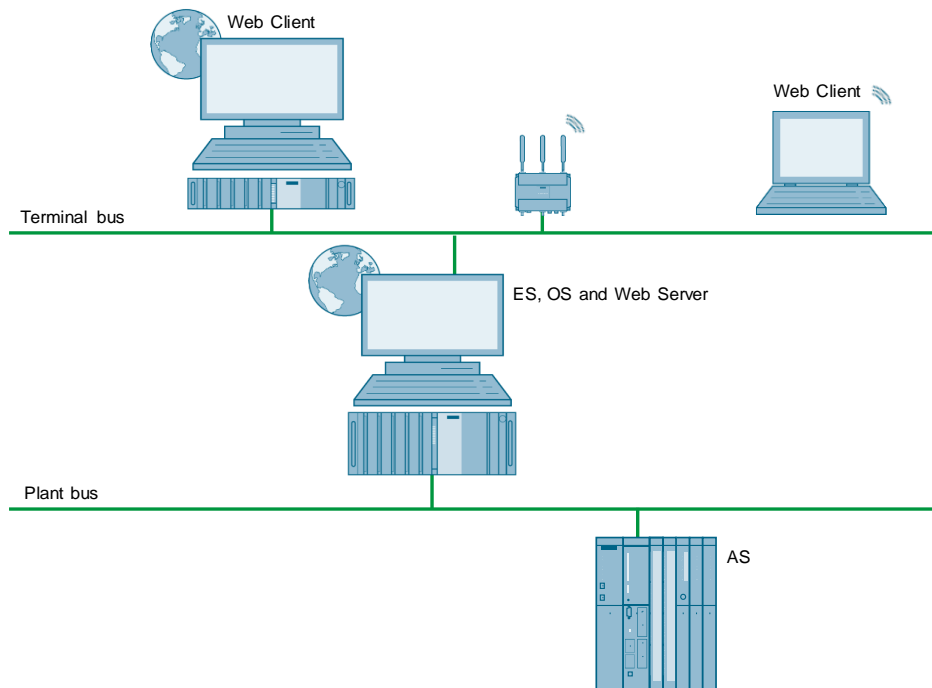 Web Client
Web Client
Terminal bus
ES, OS and Web Server
Plant bus
AS